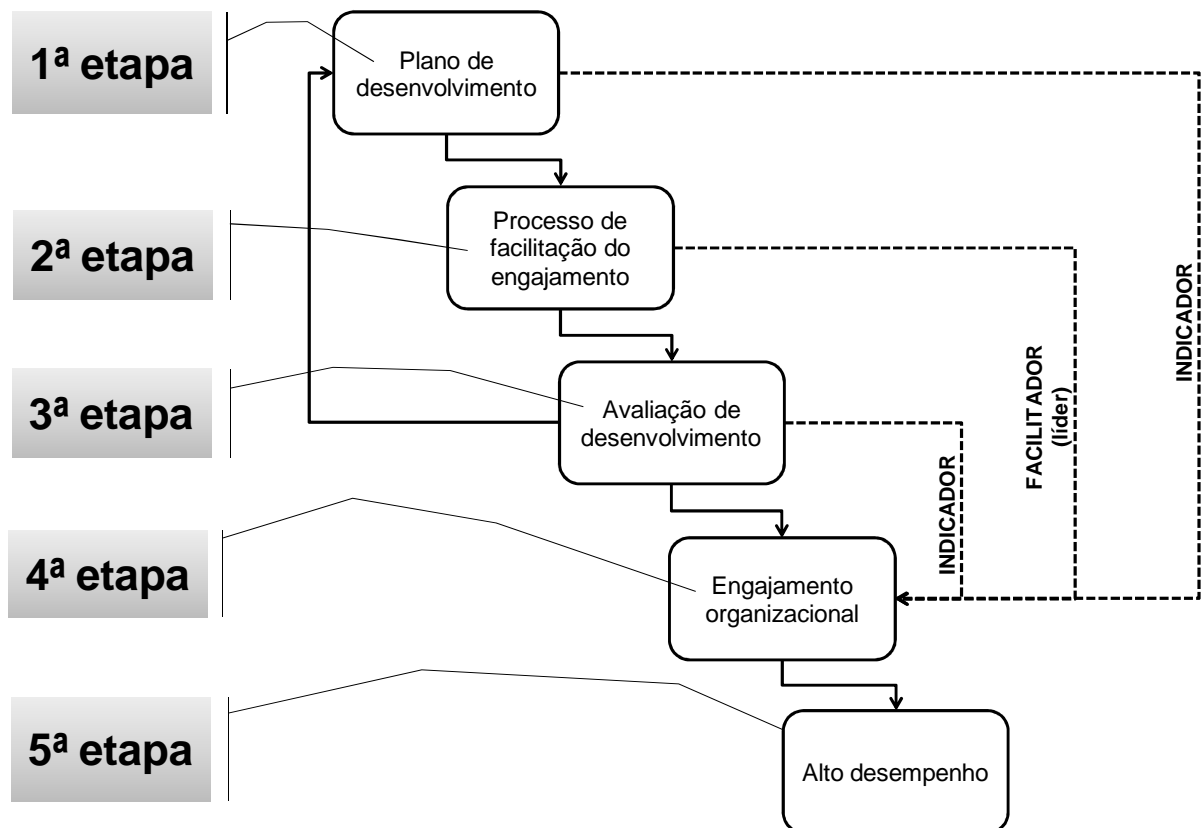 1ª etapa
Plano de
desenvolvimento
2ª etapa
Processo de
facilitação do
engajamento
3ª etapa
Avaliação de
desenvolvimento
4ª etapa
Engajamento
organizacional
5ª etapa
Alto desempenho
INDICADOR
FACILITADOR
(líder)
INDICADOR